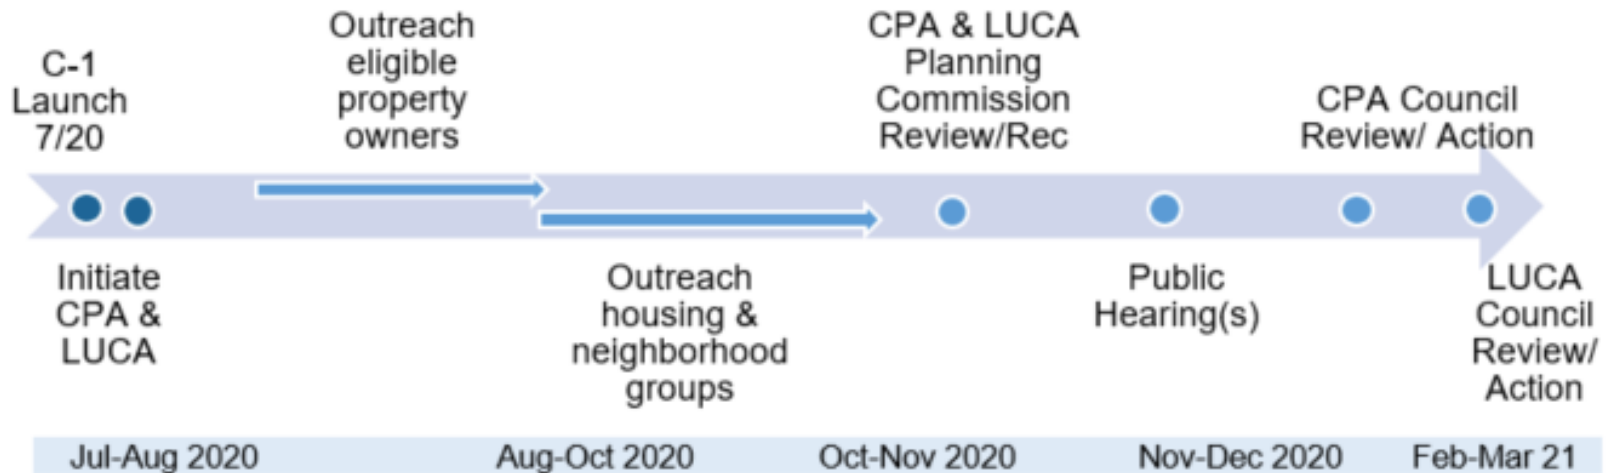 C-1
Launch
7/20
Outreach
eligible
property
owners
CPA & LUCA
Planning
Commission
Review/Rec
CPA Council
Review/ Action
Initiate
CPA &
LUCA
Outreach
housing &
neighborhood
groups
Public
Hearing(s)
LUCA
Council
Review/
Action
Jul-Aug 2020
Aug-Oct 2020
Oct-Nov 2020
Nov-Dec 2020
Feb-Mar 21